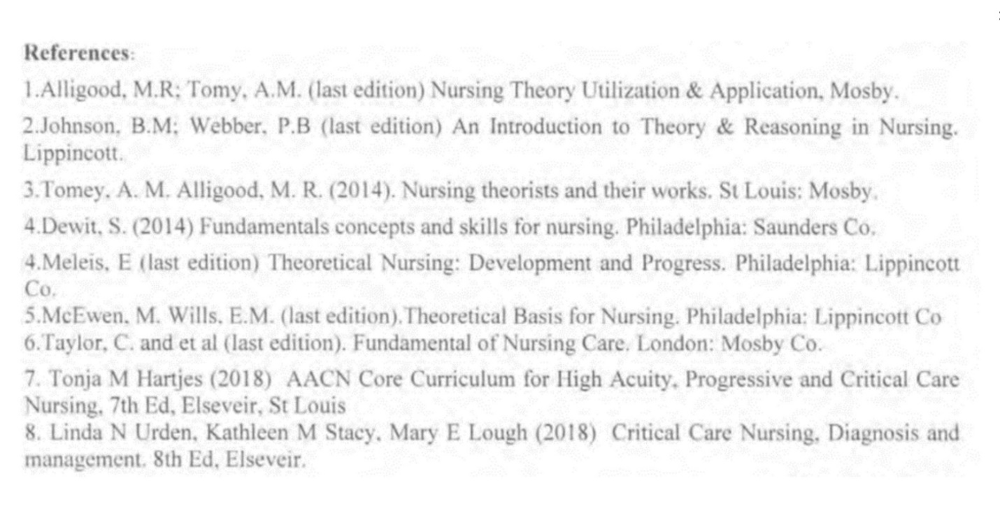 References:
1.Alligood, M.R; Tomy, A.M. (last edition) Nursing Theory Utilization & Application, Mosby.
2.Johnson, B.M; Webber, P.B (last edition) An Introduction to Theory & Reasoning in Nursing.
Lippincott.
3.Tomey, A. M. Alligood, M. R. (2014). Nursing theorists and their works. St Louis: Mosby.
4.Dewit, S. (2014) Fundamentals concepts and skills for nursing. Philadelphia: Saunders Co.
4.Meleis, E (last edition) Theoretical Nursing: Development and Progress. Philadelphia: Lippincott
Co.
5.McEwen, M. Wills, E.M. (last edition).Theoretical Basis for Nursing. Philadelphia: Lippincott Co
6.Taylor, C. and et al (last edition). Fundamental of Nursing Care. London: Mosby Co.
7. Tonja M Hartjes (2018) AACN Core Curriculum for High Acuity, Progressive and Critical Care
Nursing, 7th Ed, Elseveir, St Louis
8. Linda N Urden, Kathleen M Stacy, Mary E Lough (2018) Critical Care Nursing, Diagnosis and
management. 8th Ed, Elseveir.